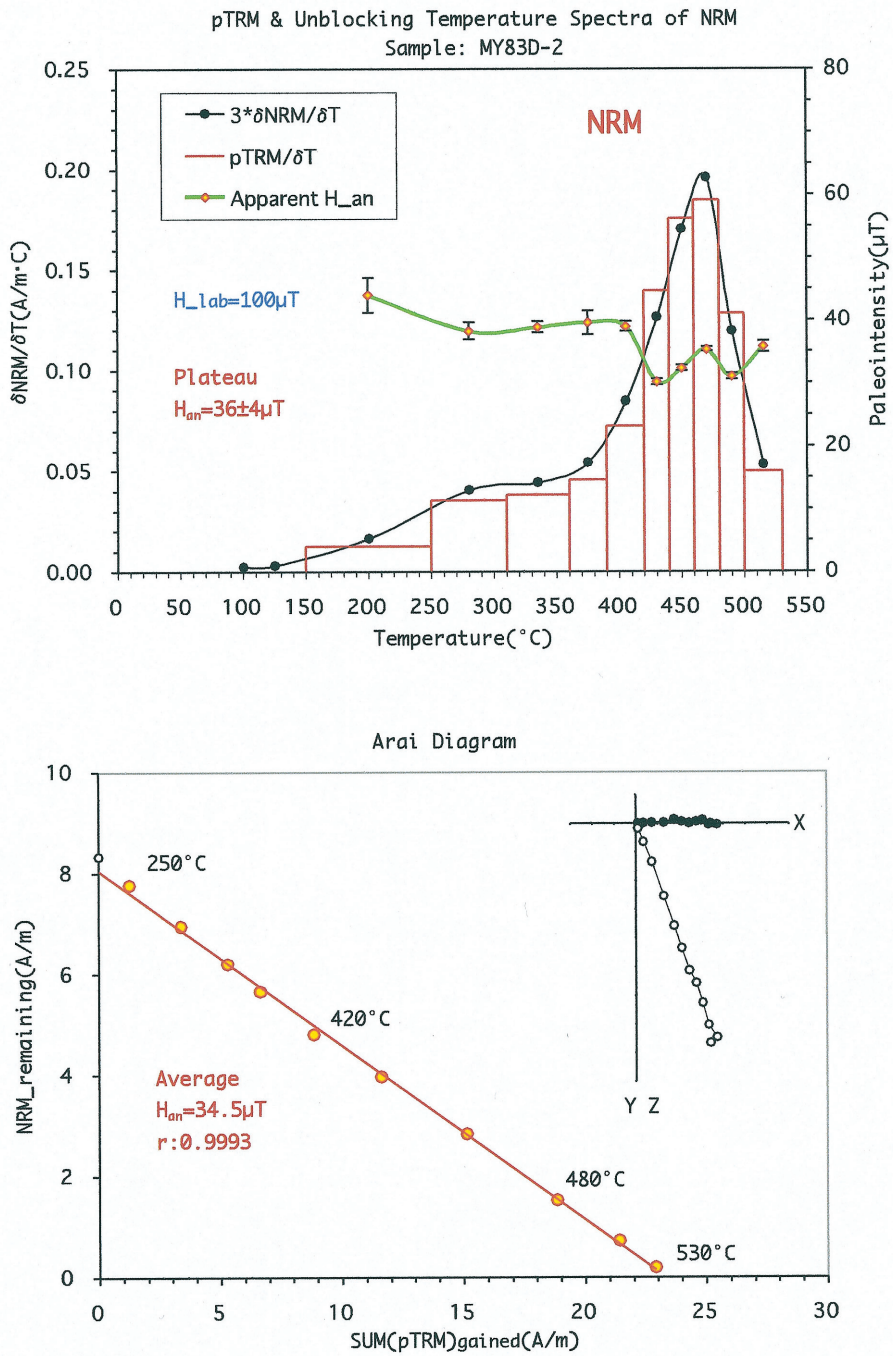 pTRM & Unblocking Temperature Spectra of NRM
Sample: MY83D-2
0.25
0.20
0.15
0.10
0.05
0.00
δNRM/δT(A/m·C)
80
60
40
20
0
Paleointensity(μT)
3*δNRM/δT
pTRM/δT
Apparent H_an
NRM
H_lab=100μT
Plateau
Han=36±4μT
0 50 100 150 200 250 300 350 400 450 500 550
Temperature(°C)
Arai Diagram
10
8
6
4
2
0
NRM_remaining(A/m)
250°C
420°C
480°C
530°C
Average
Han=34.5μT
r:0.9993
X
Y Z
0 5 10 15 20 25 30
SUM(pTRM)gained(A/m)